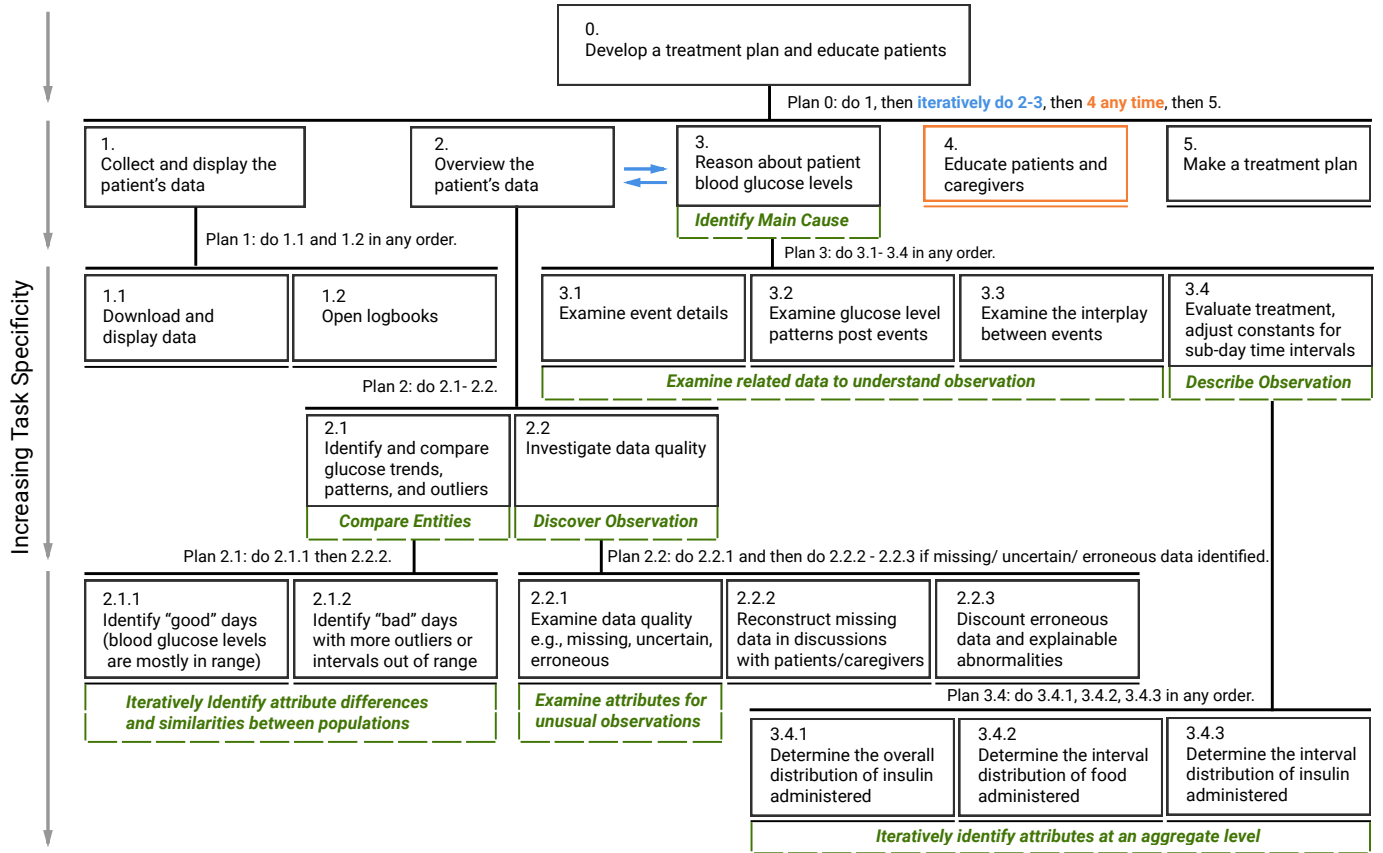 0.
Develop a treatment plan and educate patients
Plan 0: do 1, then iteratively do 2-3, then 4 any time, then 5.
1.
Collect and display the
patient's data
2.
Overview the
patient's data
3.
Reason about patient
blood glucose levels
Identify Main Cause
4.
Educate patients and
caregivers
5.
Make a treatment plan
Plan 1: do 1.1 and 1.2 in any order.
Plan 3: do 3.1- 3.4 in any order.
Increasing Task Specificity
1.1
Download and
display data
1.2
Open logbooks
3.1
Examine event details
3.2
Examine glucose level
patterns post events
3.3
Examine the interplay
between events
3.4
Evaluate treatment,
adjust constants for
sub-day time intervals
Examine related data to understand observation
Describe Observation
Plan 2: do 2.1- 2.2.
2.1
Identify and compare
glucose trends,
patterns, and outliers
Compare Entities
2.2
Investigate data quality
Discover Observation
Plan 2.1: do 2.1.1 then 2.2.2.
Plan 2.2: do 2.2.1 and then do 2.2.2 - 2.2.3 if missing/ uncertain/ erroneous data identified.
2.1.1
Identify “good” days
(blood glucose levels
are mostly in range)
2.1.2
Identify “bad” days
with more outliers or
intervals out of range
Iteratively Identify attribute differences
and similarities between populations
2.2.1
Examine data quality
e.g., missing, uncertain,
erroneous
Examine attributes for
unusual observations
2.2.2
Reconstruct missing
data in discussions
with patients/caregivers
2.2.3
Discount erroneous
data and explainable
abnormalities
Plan 3.4: do 3.4.1, 3.4.2, 3.4.3 in any order.
3.4.1
Determine the overall
distribution of insulin
administered
3.4.2
Determine the interval
distribution of food
administered
3.4.3
Determine the interval
distribution of insulin
administered
Iteratively identify attributes at an aggregate level